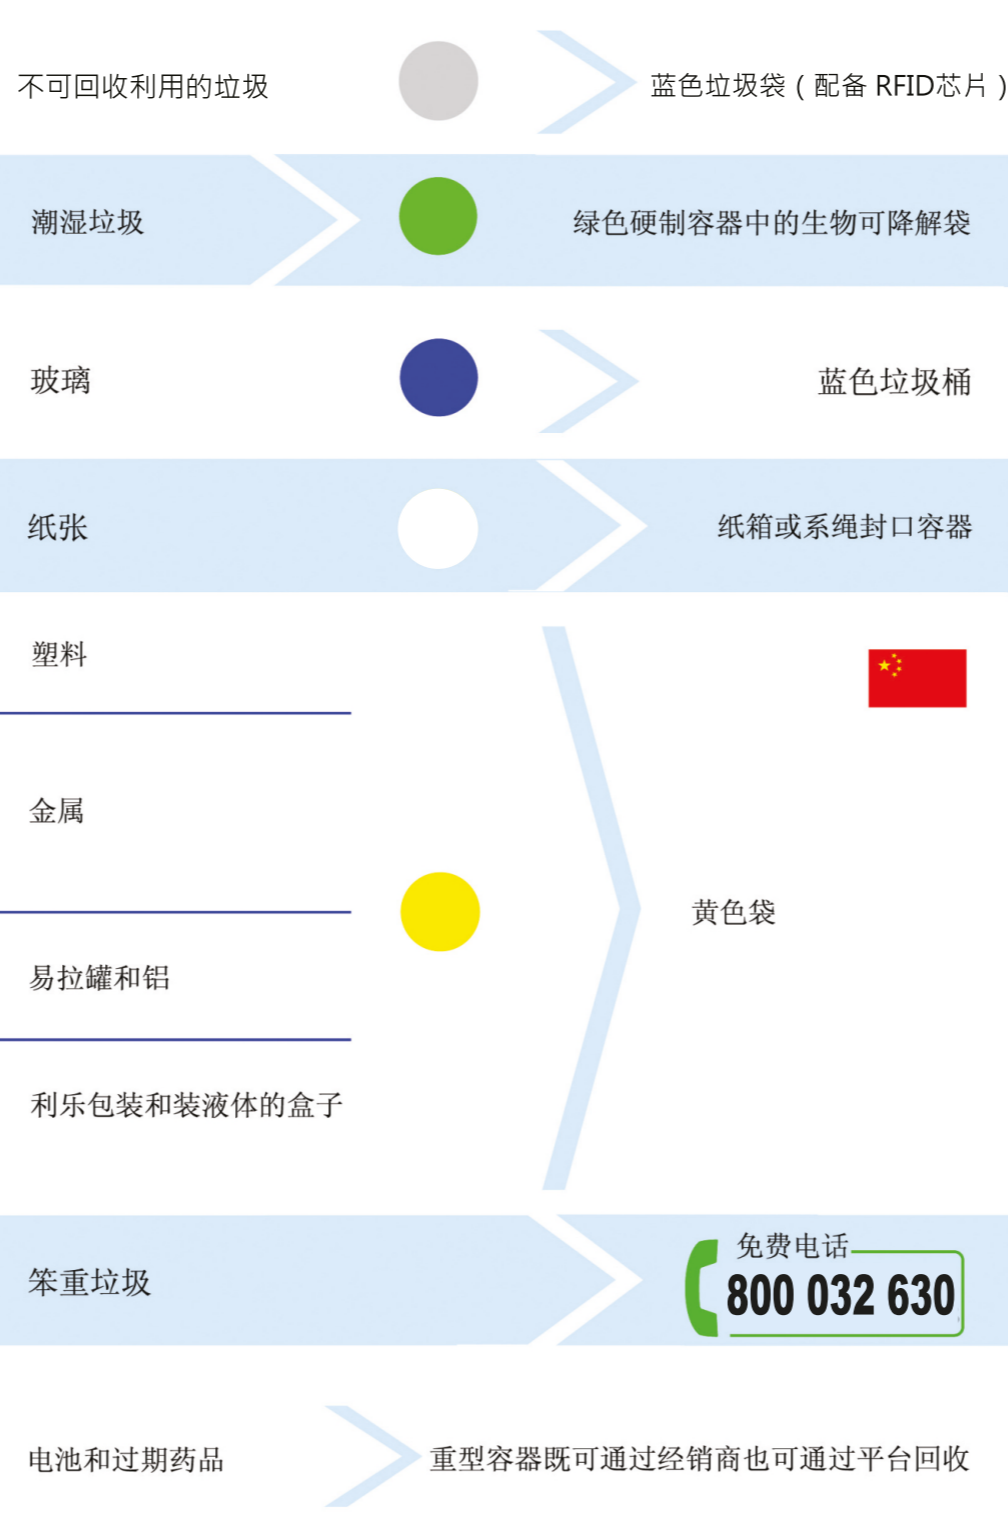 不可回收利用的垃圾
蓝色垃圾袋（配备 RFID芯片）
潮湿垃圾
绿色硬制容器中的生物可降解袋
玻璃
蓝色垃圾桶
纸张
纸箱或系绳封口容器
塑料
金属
黄色袋
易拉罐和铝
利乐包装和装液体的盒子
笨重垃圾
免费电话
800 032 630
电池和过期药品
重型容器既可通过经销商也可通过平台回收